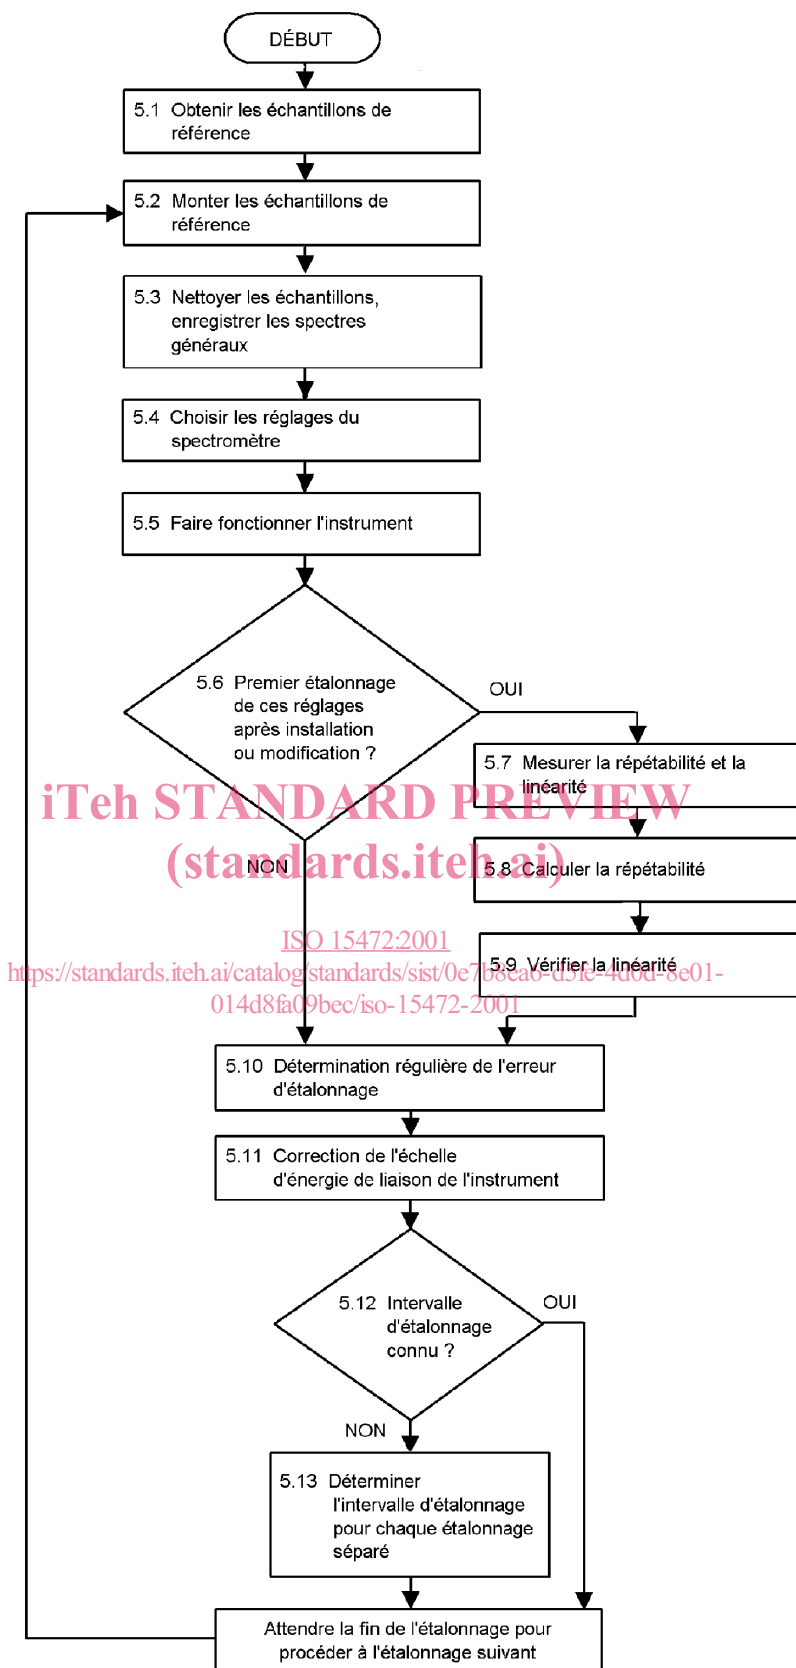 DÉBUT
5.1 Obtenir les échantillons de
référence
5.2 Monter les échantillons de
référence
5.3 Nettoyer les échantillons,
enregistrer les spectres
généraux
5.4 Choisir les réglages du
spectromètre
5.5 Faire fonctionner l'instrument
5.6 Premier étalonnage
de ces réglages
après installation
ou modification ?
OUI
5.7 Mesurer la répétabilité et la
linéarité
iTeh STANDARD PREVIEW
(standards.iteh.ai)
NON
5.8 Calculer la répétabilité
ISO 15472:2001
5.9 Vérifier la linéarité
https://standards.iteh.ai/catalog/standards/sist/0e7b8ea6-d5fe-4d0d-8e01-
014d8fa09bec/iso-15472-2001
5.10 Détermination régulière de l'erreur
d'étalonnage
5.11 Correction de l'échelle
d'énergie de liaison de l'instrument
5.12 Intervalle
d'étalonnage
connu ?
OUI
NON
5.13 Déterminer
l'intervalle d'étalonnage
pour chaque étalonnage
séparé
Attendre la fin de l'étalonnage pour
procéder à l'étalonnage suivant